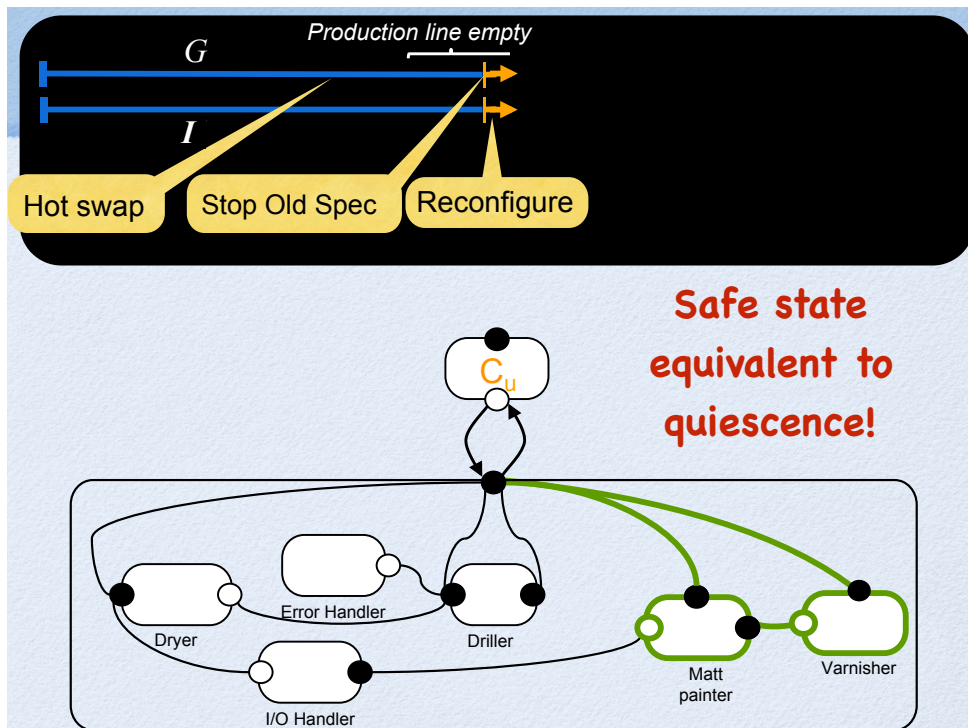 Production line empty
G
I
Hot swap
Stop Old Spec
Reconfigure
Safe state
equivalent to
quiescence!
Cu
Error Handler
Dryer
Driller
I/O Handler
Matt
painter
Varnisher